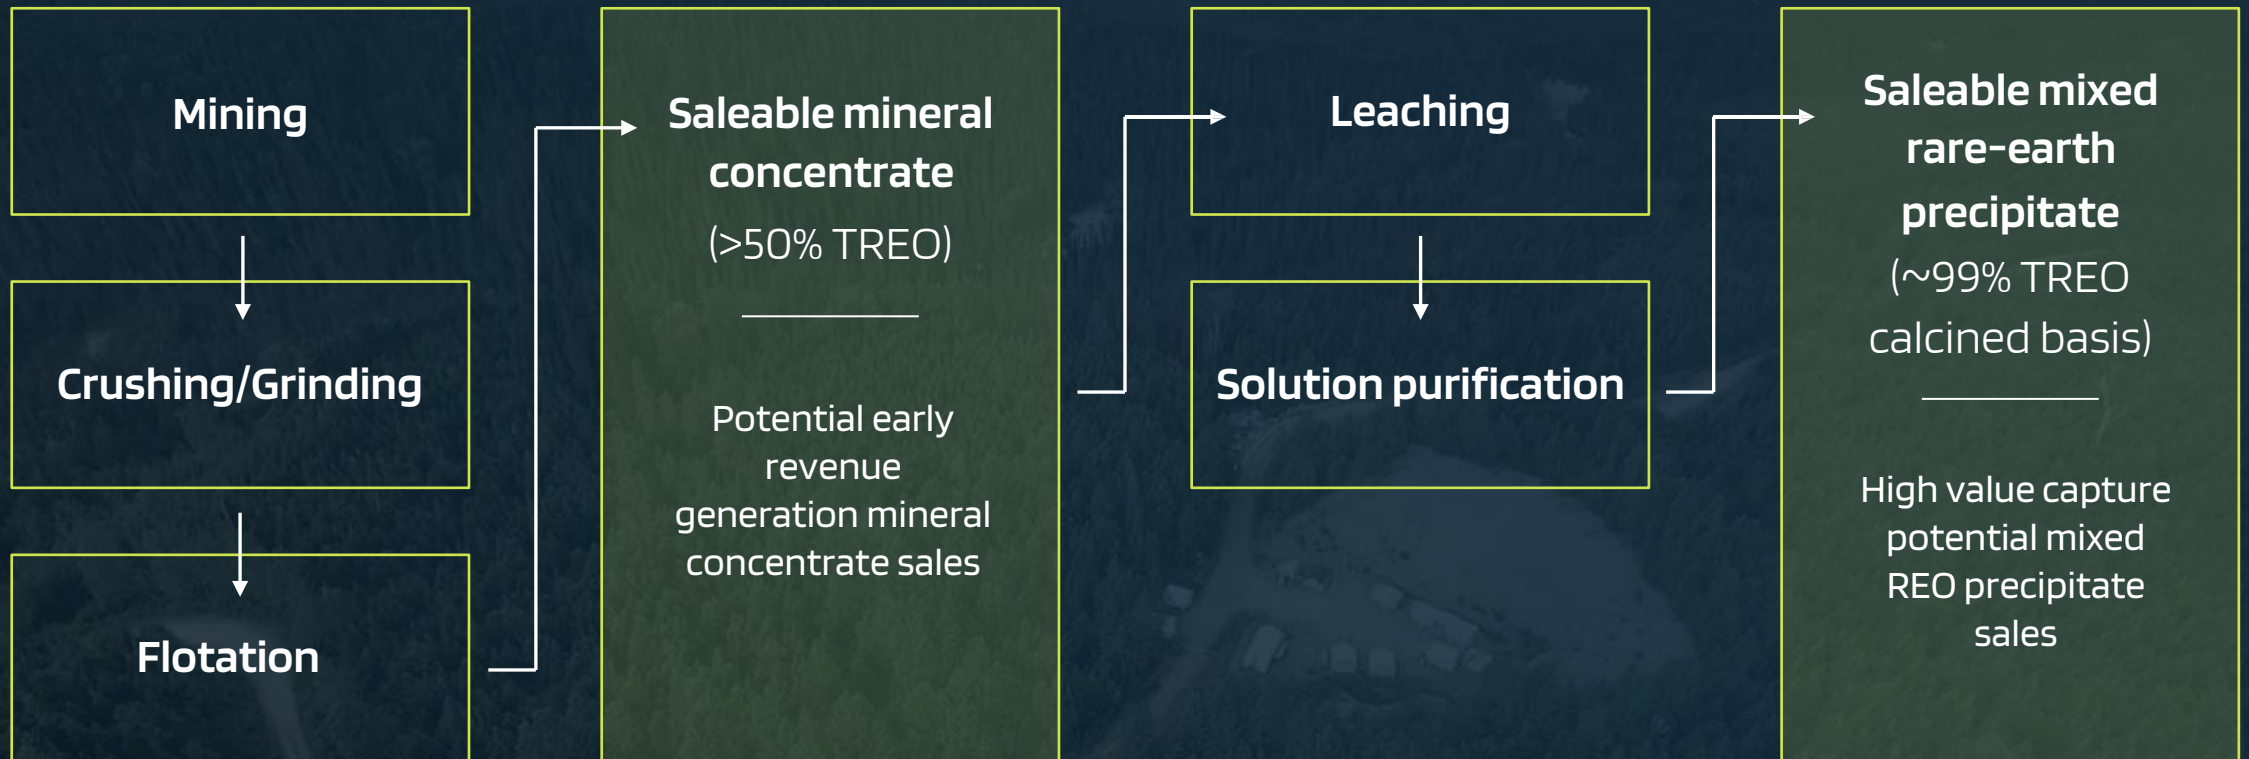 Mining
Crushing/Grinding
Flotation
Saleable mineral
concentrate
(>50% TREO)
Potential early
revenue
generation mineral
concentrate sales
Leaching
Solution purification
Saleable mixed
rare-earth
precipitate
(~99% TREO
calcined basis)
High value capture
potential mixed
REO precipitate
sales